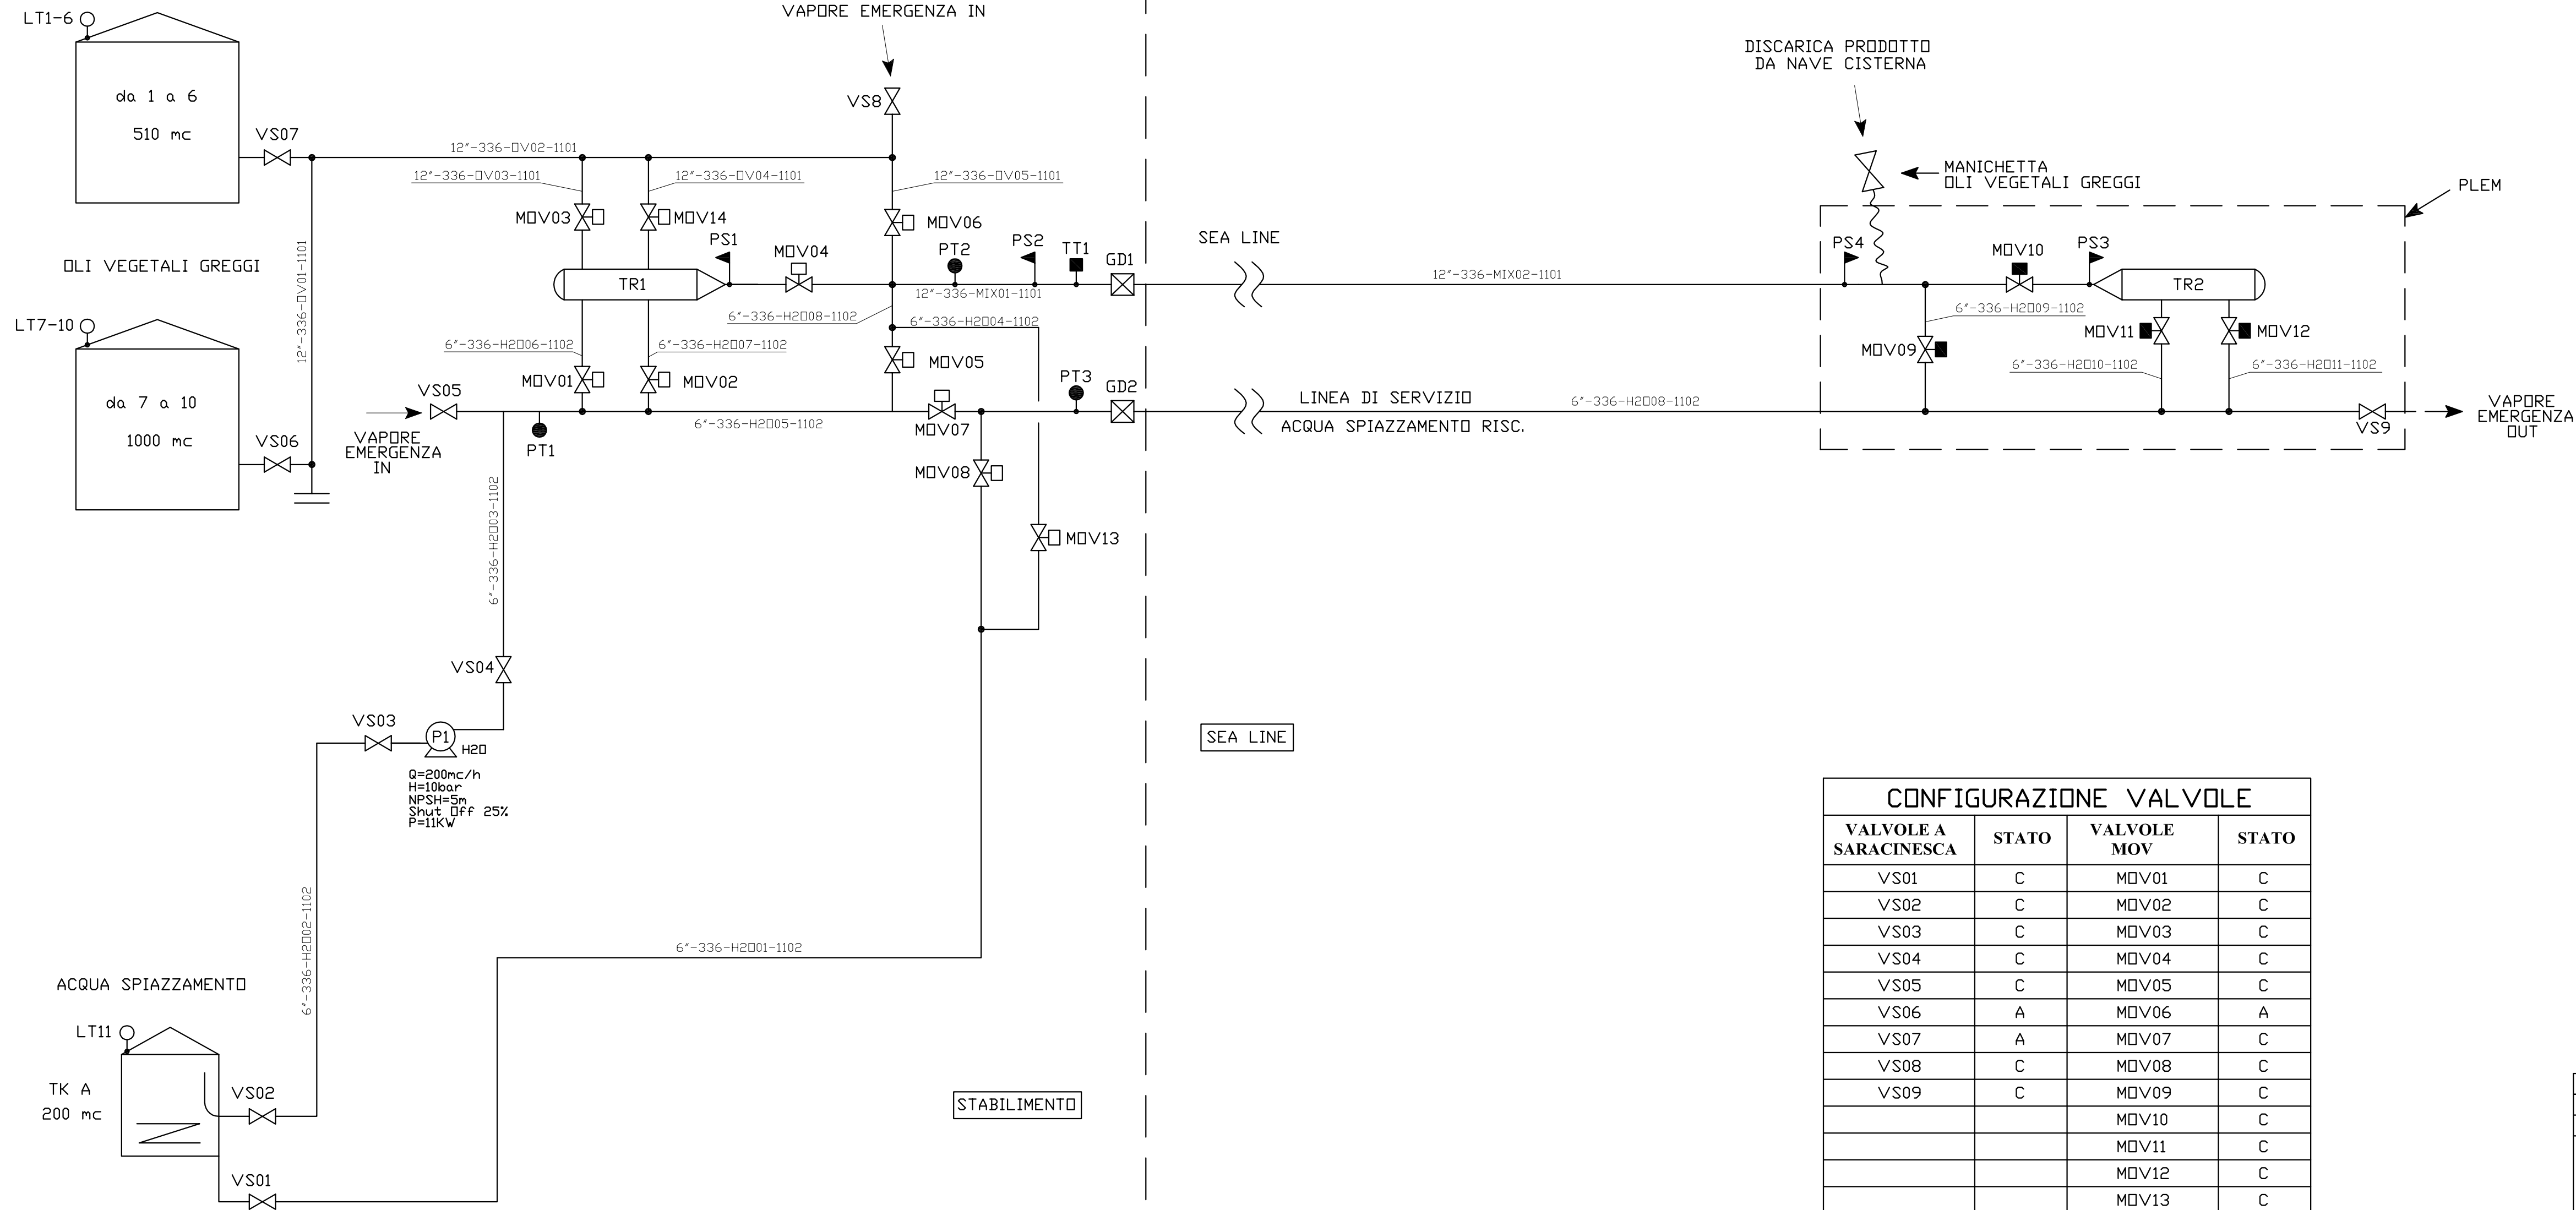 LT1-6
da 1 a 6
510 mc
VS07
OLI VEGETALI GREGGI
LT7-10
da 7 a 10
1000 mc
VS06
12"-336-OV01-1101
VAPORE EMERGENZA IN
VS8
12"-336-OV02-1101
12"-336-OV03-1101
12"-336-OV04-1101
12"-336-OV05-1101
MOV03
MOV14
MOV06
PS1
MOV04
PT2
PS2
TT1
GD1
TR1
12"-336-MIX01-1101
6"-336-H2O08-1102
6"-336-H2O04-1102
6"-336-H2O06-1102
6"-336-H2O07-1102
MOV05
MOV01
MOV02
VS05
PT3
GD2
VAPORE
EMERGENZA
IN
PT1
6"-336-H2O05-1102
MOV07
MOV08
MOV13
6"-336-H2O03-1102
VS04
VS03
P1
H2O
Q=200mc/h
H=10bar
NPSH=5m
Shut Off 25%
P=11KW
6"-336-H2O02-1102
6"-336-H2O01-1102
ACQUA SPIAZZAMENTO
LT11
TK A
200 mc
VS02
VS01
STABILIMENTO
SEA LINE
SEA LINE
12"-336-MIX02-1101
LINEA DI SERVIZIO
ACQUA SPIAZZAMENTO RISC.
6"-336-H2O08-1102
DISCARICA PRODOTTO
DA NAVE CISTERNA
MANICHETTA
OLI VEGETALI GREGGI
PLEM
PS4
MOV10
PS3
TR2
6"-336-H2O09-1102
MOV11
MOV12
MOV09
6"-336-H2O10-1102
6"-336-H2O11-1102
VS9
VAPORE
EMERGENZA
OUT
CONFIGURAZIONE VALVOLE
VALVOLE A SARACINESCA STATO VALVOLE MOV STATO
VS01 C MOV01 C
VS02 C MOV02 C
VS03 C MOV03 C
VS04 C MOV04 C
VS05 C MOV05 C
VS06 A MOV06 A
VS07 A MOV07 C
VS08 C MOV08 C
VS09 C MOV09 C
MOV10 C
MOV11 C
MOV12 C
MOV13 C